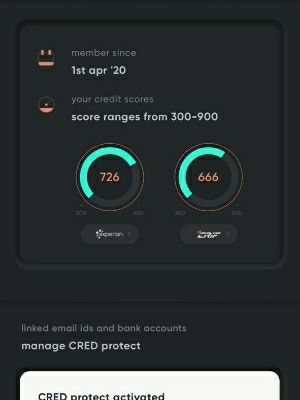 member since
1st apr '20
your credit scores
score ranges from 300-900
726 666
300 900 300 900
experian CRIF
linked email ids and bank accounts
manage CRED protect
CRED protect activated